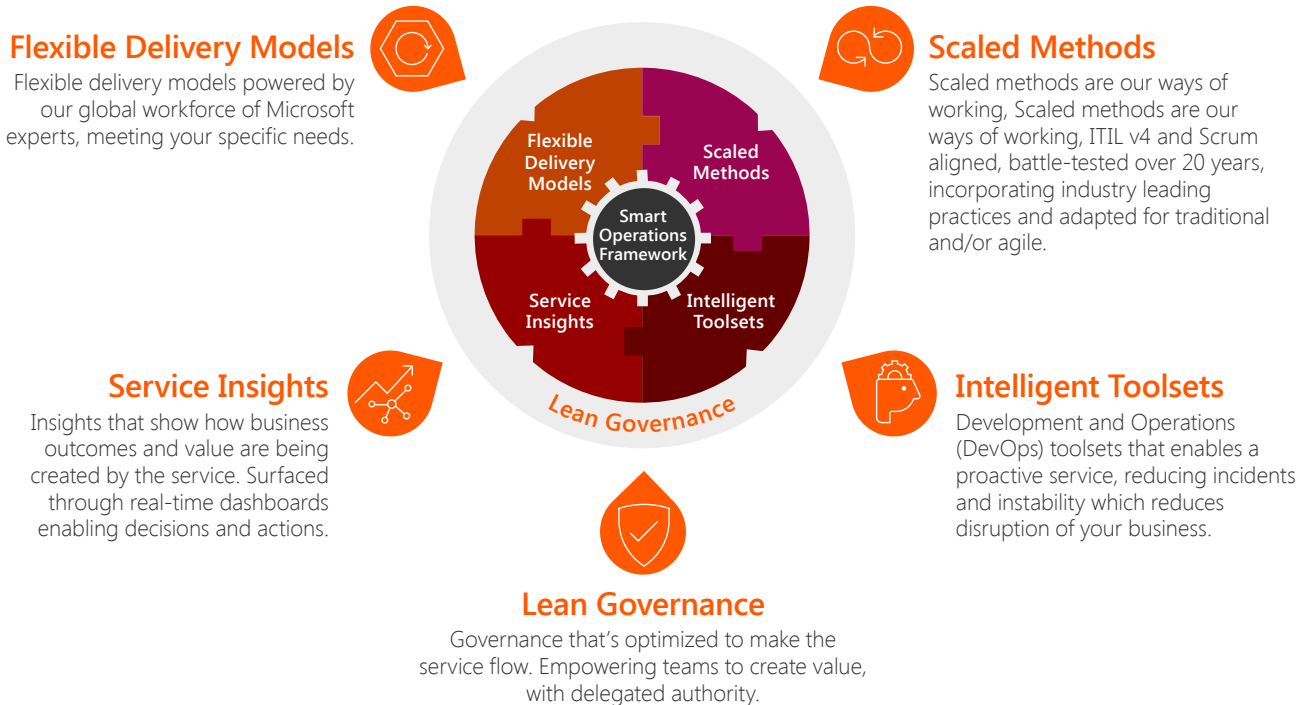 Flexible Delivery Models
Flexible delivery models powered by
our global workforce of Microsoft
experts, meeting your specific needs.
Scaled Methods
Scaled methods are our ways of
working, Scaled methods are our
ways of working, ITIL v4 and Scrum
aligned, battle-tested over 20 years,
incorporating industry leading
practices and adapted for traditional
and/or agile.
Flexible
Delivery
Models
Scaled
Methods
Smart
Operations
Framework
Service
Insights
Intelligent
Toolsets
Lean Governance
Service Insights
Insights that show how business
outcomes and value are being
created by the service. Surfaced
through real-time dashboards
enabling decisions and actions.
Intelligent Toolsets
Development and Operations
(DevOps) toolsets that enables a
proactive service, reducing incidents
and instability which reduces
disruption of your business.
Lean Governance
Governance that's optimized to make the
service flow. Empowering teams to create value,
with delegated authority.